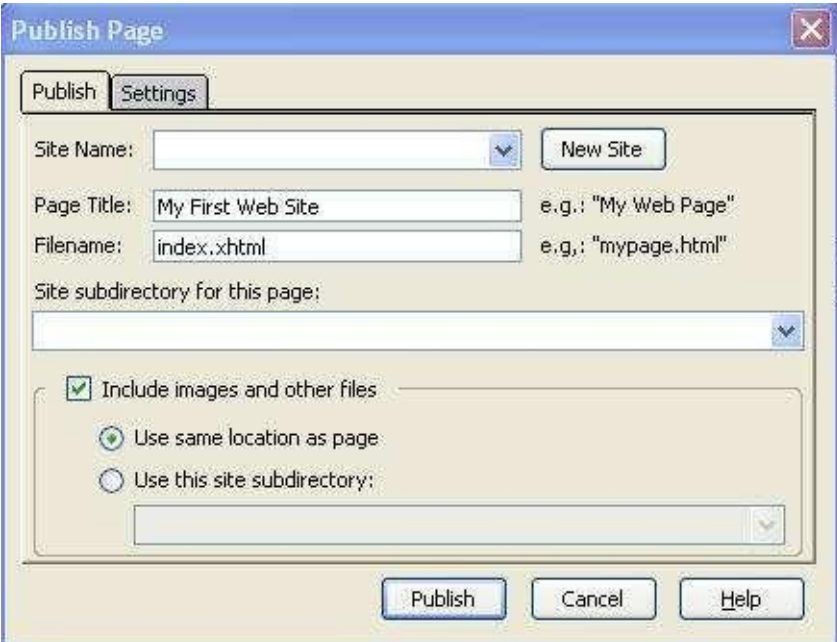 Publish Page
Publish Settings
Site Name: New Site
Page Title: My First Web Site e.g.: "My Web Page"
Filename: index.xhtml e.g,: "mypage.html"
Site subdirectory for this page:
Include images and other files
Use same location as page
Use this site subdirectory:
Publish Cancel Help